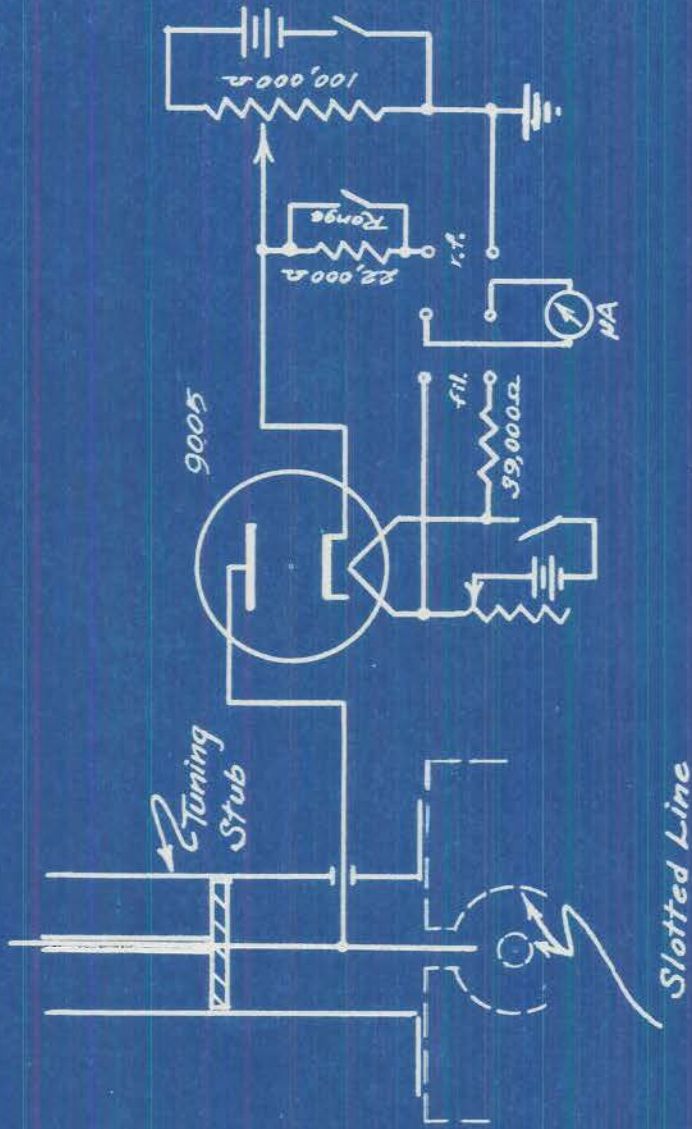 100,000Ω
Range
22,000Ω
r.f.
μA
fil.
39,000Ω
9005
Tuning
Stub
Slotted Line